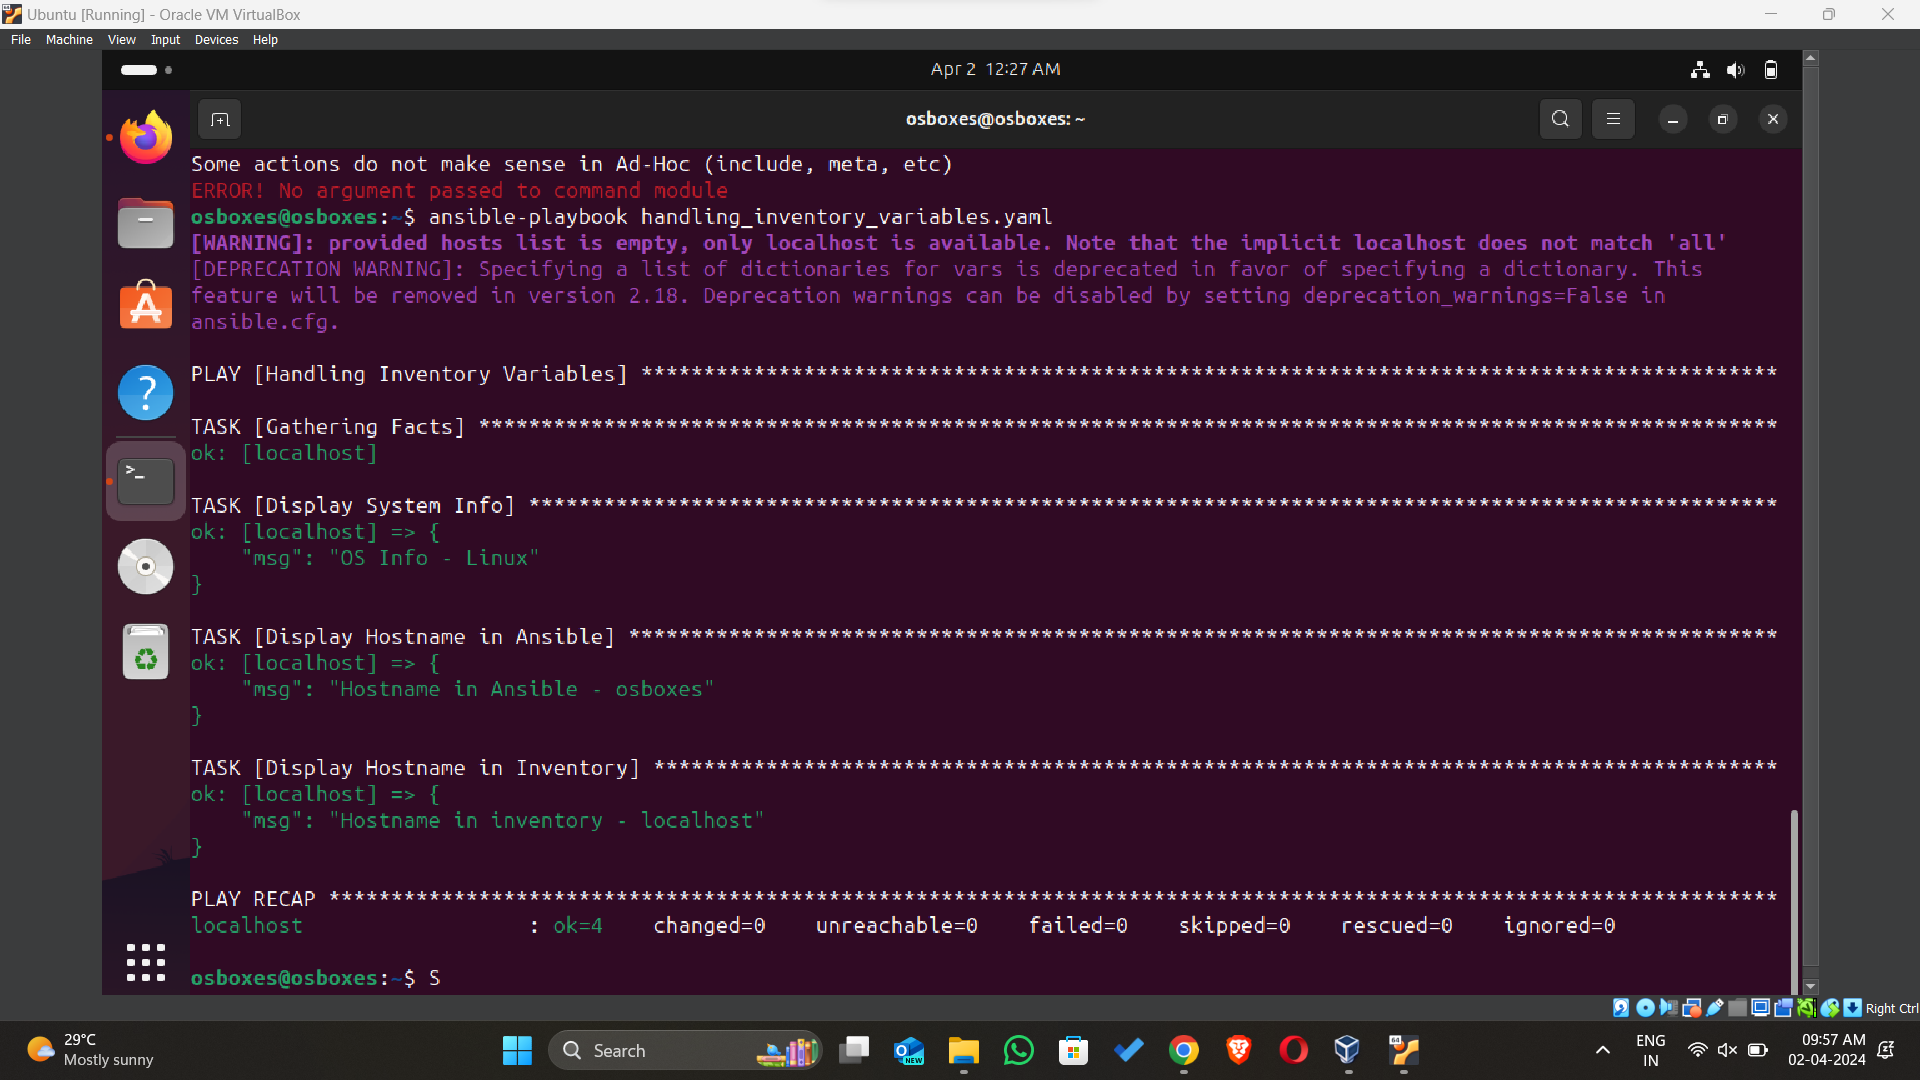 Ubuntu [Running] - Oracle VM VirtualBox
File Machine View Input Devices Help
Apr 2 12:27 AM
osboxes@osboxes: ~
Some actions do not make sense in Ad-Hoc (include, meta, etc)
ERROR! No argument passed to command module
osboxes@osboxes:~$ ansible-playbook handling_inventory_variables.yaml
[WARNING]: provided hosts list is empty, only localhost is available. Note that the implicit localhost does not match 'all'
[DEPRECATION WARNING]: Specifying a list of dictionaries for vars is deprecated in favor of specifying a dictionary. This
feature will be removed in version 2.18. Deprecation warnings can be disabled by setting deprecation_warnings=False in
ansible.cfg.
PLAY [Handling Inventory Variables] *******************************************************************************************
TASK [Gathering Facts] ********************************************************************************************************
ok: [localhost]
TASK [Display System Info] ****************************************************************************************************
ok: [localhost] => {
    "msg": "OS Info - Linux"
}
TASK [Display Hostname in Ansible] ********************************************************************************************
ok: [localhost] => {
    "msg": "Hostname in Ansible - osboxes"
}
TASK [Display Hostname in Inventory] ******************************************************************************************
ok: [localhost] => {
    "msg": "Hostname in inventory - localhost"
}
PLAY RECAP ********************************************************************************************************************
localhost                  : ok=4    changed=0    unreachable=0    failed=0    skipped=0    rescued=0    ignored=0
osboxes@osboxes:~$ S
Right Ctrl
29°C
Mostly sunny
Search
NEW
64
ENG
IN
09:57 AM
02-04-2024